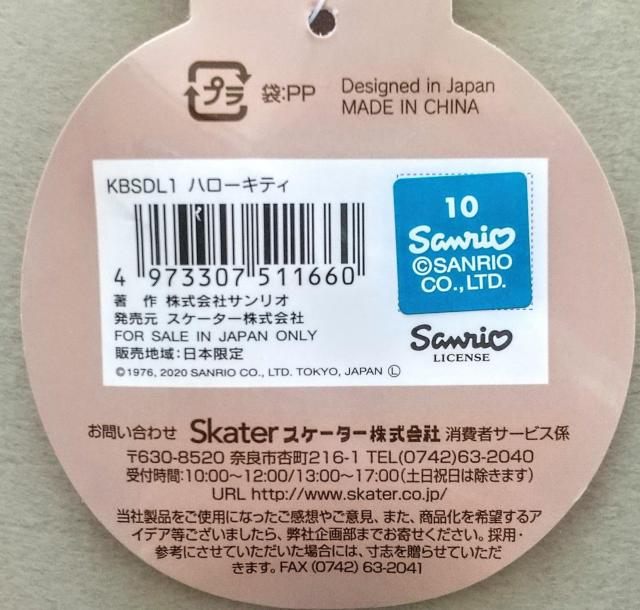 プラ 袋:PP Designed in Japan
MADE IN CHINA
KBSDL1 ハローキティ
4 973307 511660
著 作 株式会社サンリオ
発売元 スケーター株式会社
FOR SALE IN JAPAN ONLY
販売地域:日本限定
©1976, 2020 SANRIO CO., LTD. TOKYO, JAPAN Ⓛ
10
Sanrio
©SANRIO
CO.,LTD.
Sanrio
LICENSE
お問い合わせ Skater スケーター株式会社 消費者サービス係
〒630-8520 奈良市杏町216-1 TEL(0742)63-2040
受付時間:10:00〜12:00/13:00〜17:00(土日祝日は除きます)
URL http://www.skater.co.jp/
当社製品をご使用になったご感想やご意見、また、商品化を希望するア
イデア等ございましたら、弊社企画部までお寄せください。採用・
参考にさせていただいた場合には、寸志を贈らせていただ
きます。FAX (0742) 63-2041